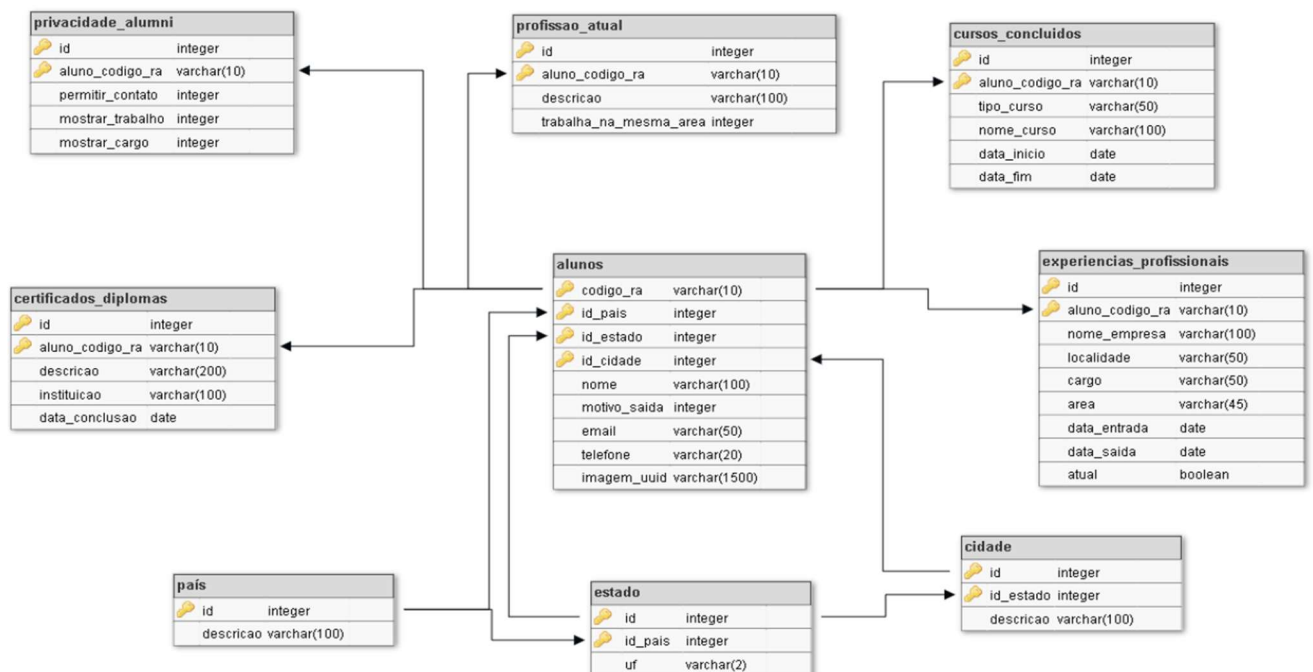 privacidade_alumni
id integer
aluno_codigo_ra varchar(10)
permitir_contato integer
mostrar_trabalho integer
mostrar_cargo integer
profissao_atual
id integer
aluno_codigo_ra varchar(10)
descricao varchar(100)
trabalha_na_mesma_area integer
cursos_concluidos
id integer
aluno_codigo_ra varchar(10)
tipo_curso varchar(50)
nome_curso varchar(100)
data_inicio date
data_fim date
certificados_diplomas
id integer
aluno_codigo_ra varchar(10)
descricao varchar(200)
instituicao varchar(100)
data_conclusao date
alunos
codigo_ra varchar(10)
id_pais integer
id_estado integer
id_cidade integer
nome varchar(100)
motivo_saida integer
email varchar(50)
telefone varchar(20)
imagem_uuid varchar(1500)
experiencias_profissionais
id integer
aluno_codigo_ra varchar(10)
nome_empresa varchar(100)
localidade varchar(50)
cargo varchar(50)
area varchar(45)
data_entrada date
data_saida date
atual boolean
país
id integer
descricao varchar(100)
estado
id integer
id_pais integer
uf varchar(2)
cidade
id integer
id_estado integer
descricao varchar(100)